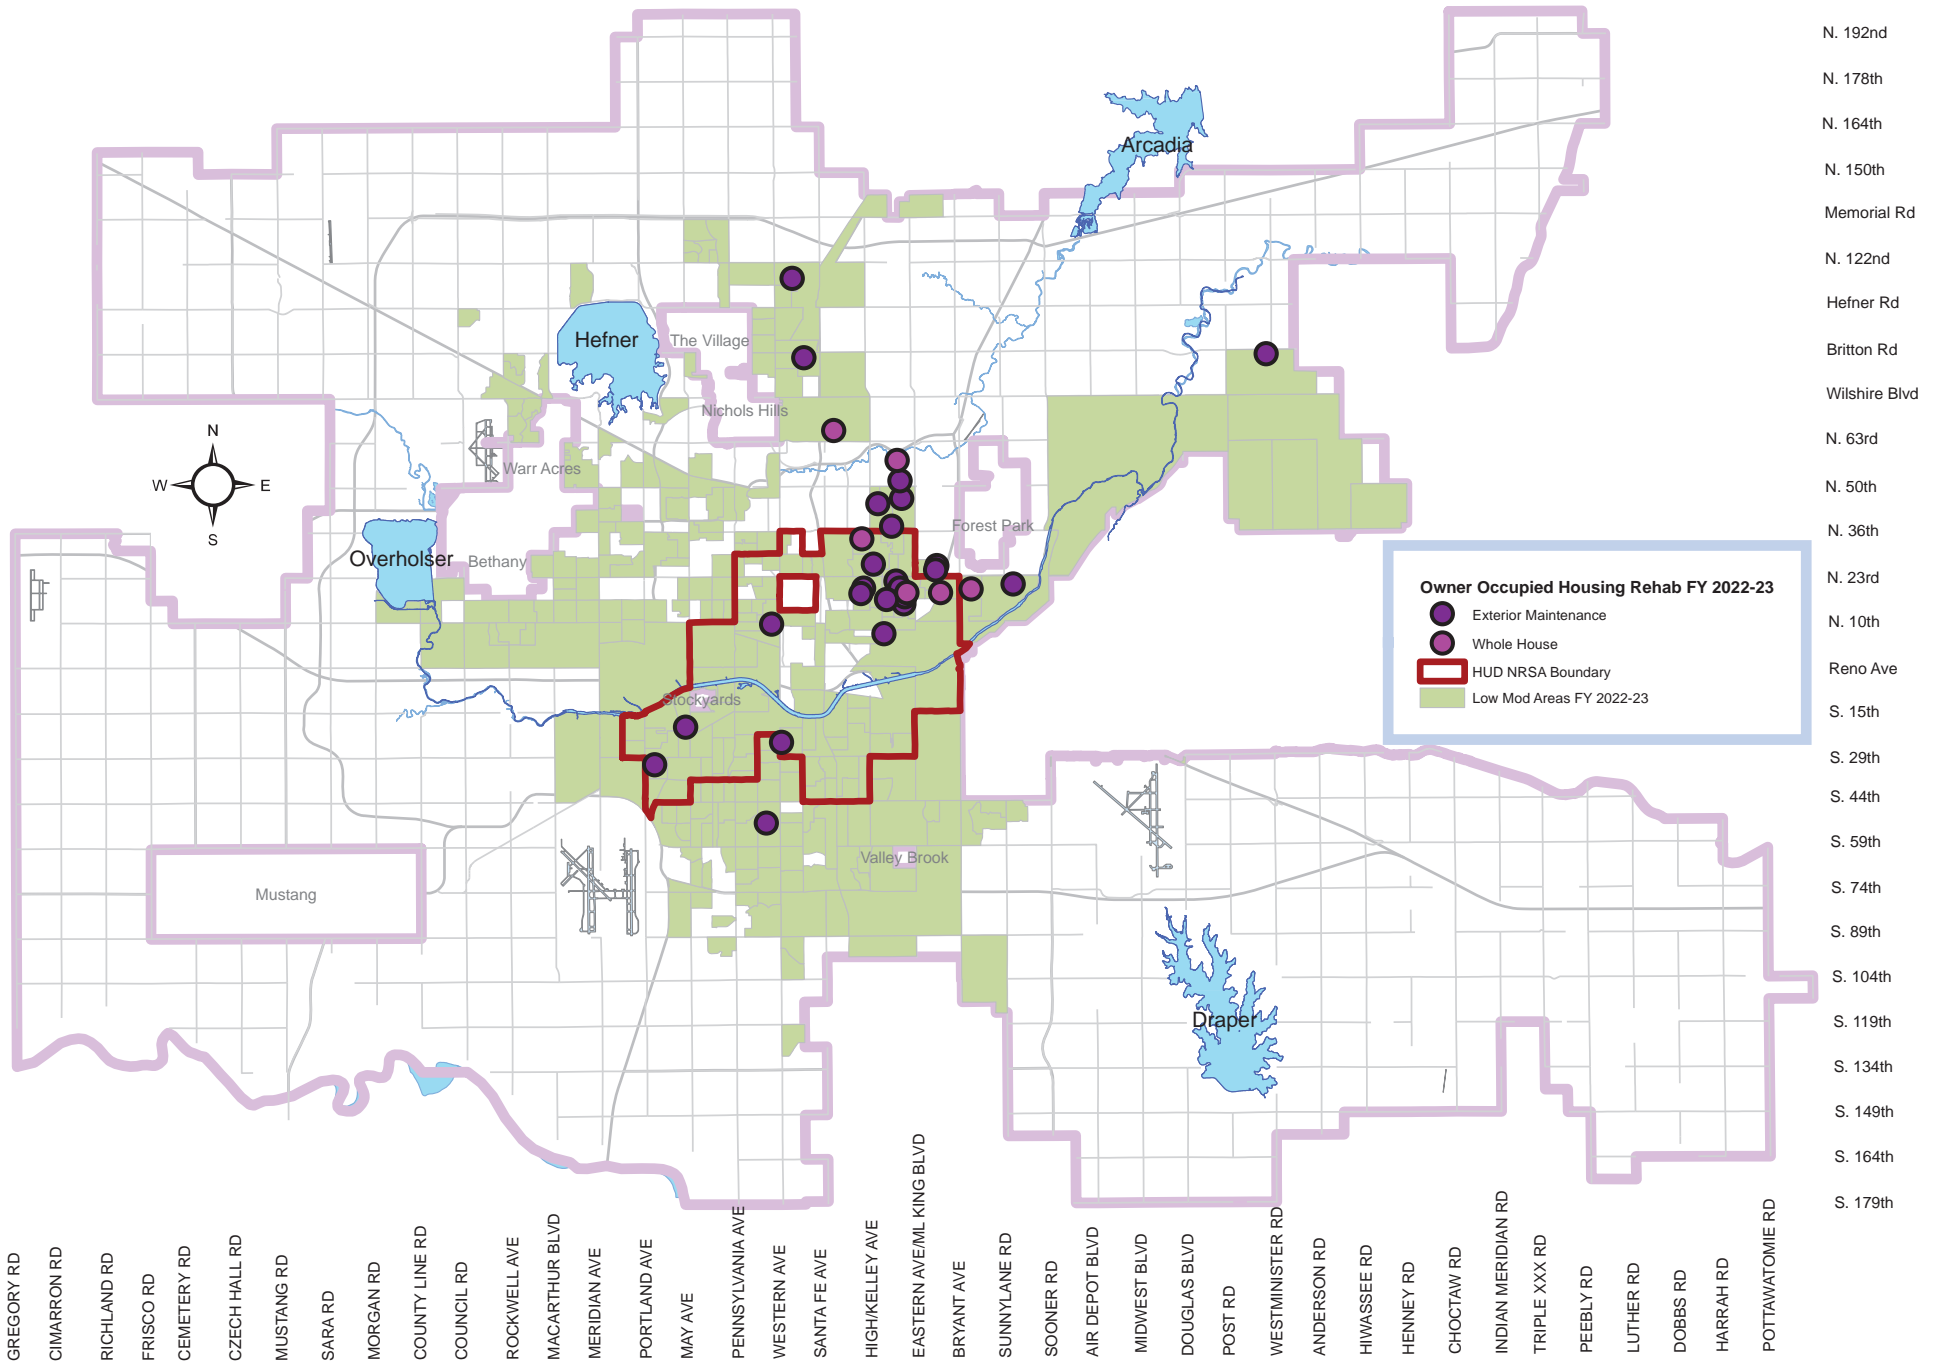 N. 192nd
N. 178th
N. 164th
N. 150th
Memorial Rd
N. 122nd
Hefner Rd
Britton Rd
Wilshire Blvd
N. 63rd
N. 50th
N. 36th
N. 23rd
N. 10th
Reno Ave
S. 15th
S. 29th
S. 44th
S. 59th
S. 74th
S. 89th
S. 104th
S. 119th
S. 134th
S. 149th
S. 164th
S. 179th
Arcadia
Hefner
The Village
Nichols Hills
Warr Acres
N
W
E
S
Forest Park
Overholser
Bethany
Stockyards
Valley Brook
Mustang
Draper
Owner Occupied Housing Rehab FY 2022-23
Exterior Maintenance
Whole House
HUD NRSA Boundary
Low Mod Areas FY 2022-23
GREGORY RD
CIMARRON RD
RICHLAND RD
FRISCO RD
CEMETERY RD
CZECH HALL RD
MUSTANG RD
SARA RD
MORGAN RD
COUNTY LINE RD
COUNCIL RD
ROCKWELL AVE
MACARTHUR BLVD
MERIDIAN AVE
PORTLAND AVE
MAY AVE
PENNSYLVANIA AVE
WESTERN AVE
SANTA FE AVE
HIGH/KELLEY AVE
EASTERN AVE/ML KING BLVD
BRYANT AVE
SUNNYLANE RD
SOONER RD
AIR DEPOT BLVD
MIDWEST BLVD
DOUGLAS BLVD
POST RD
WESTMINISTER RD
ANDERSON RD
HIWASSEE RD
HENNEY RD
CHOCTAW RD
INDIAN MERIDIAN RD
TRIPLE XXX RD
PEEBLY RD
LUTHER RD
DOBBS RD
HARRAH RD
POTTAWATOMIE RD